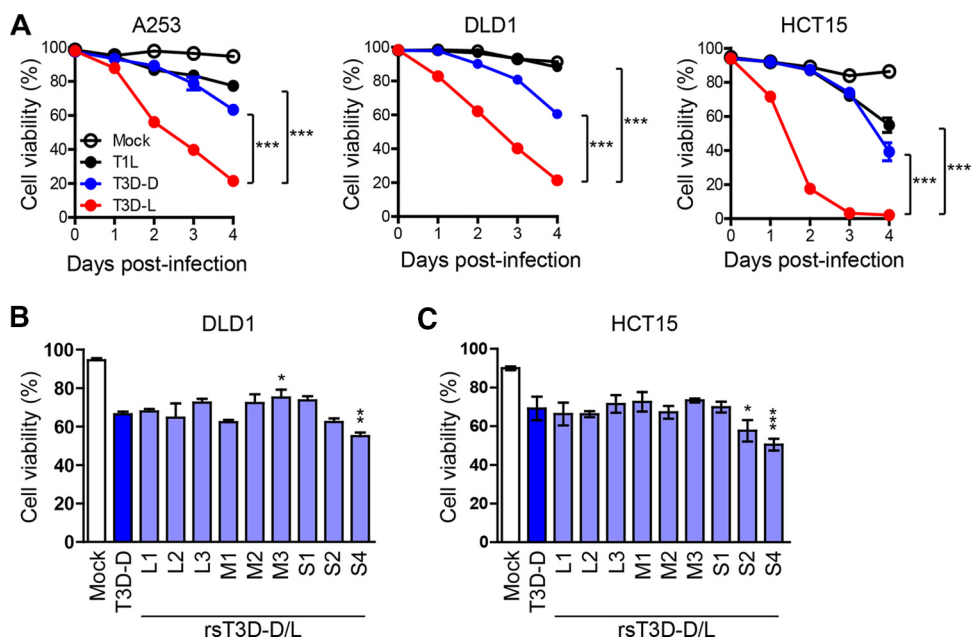 A
A253
DLD1
HCT15
Cell viability (%)
100
80
60
40
20
0
Mock
T1L
T3D-D
T3D-L
***
***
0 1 2 3 4
Days post-infection
Cell viability (%)
100
80
60
40
20
0
***
***
0 1 2 3 4
Days post-infection
Cell viability (%)
100
80
60
40
20
0
***
***
0 1 2 3 4
Days post-infection
B
DLD1
Cell viability (%)
100
80
60
40
20
0
*
**
Mock
T3D-D
L1
L2
L3
M1
M2
M3
S1
S2
S4
rsT3D-D/L
C
HCT15
Cell viability (%)
100
80
60
40
20
0
*
***
Mock
T3D-D
L1
L2
L3
M1
M2
M3
S1
S2
S4
rsT3D-D/L